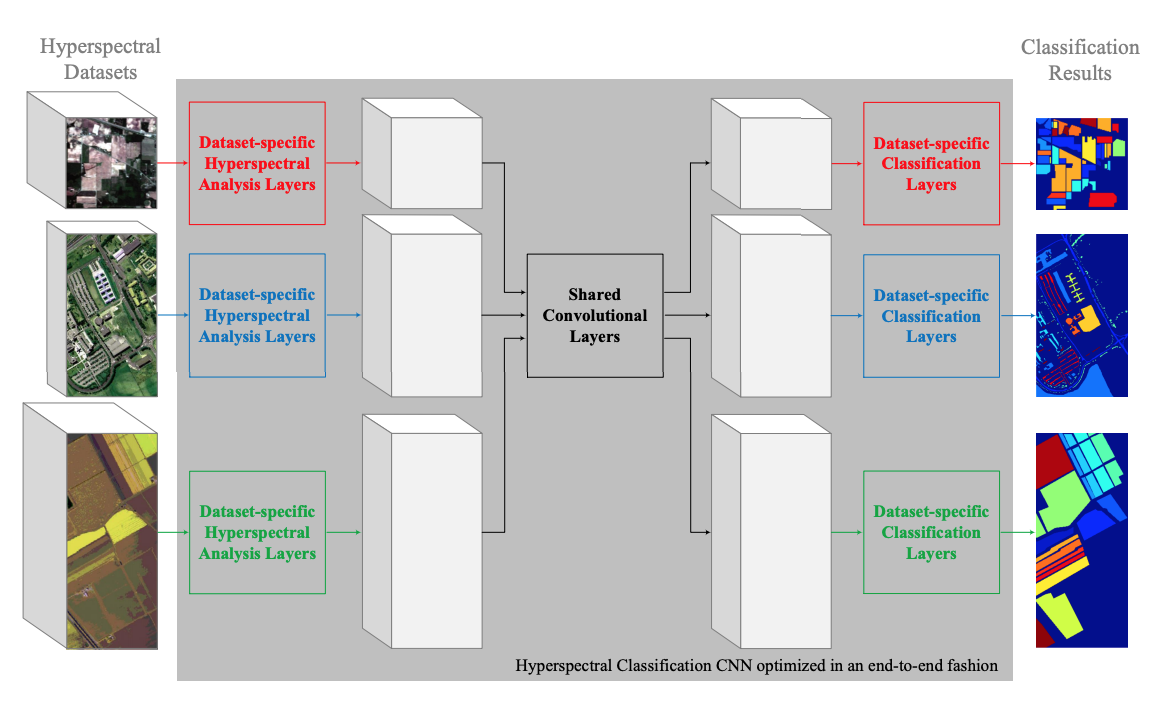 Hyperspectral
Datasets
Classification
Results
Dataset-specific
Hyperspectral
Analysis Layers
Dataset-specific
Classification
Layers
Dataset-specific
Hyperspectral
Analysis Layers
Shared
Convolutional
Layers
Dataset-specific
Classification
Layers
Dataset-specific
Hyperspectral
Analysis Layers
Dataset-specific
Classification
Layers
Hyperspectral Classification CNN optimized in an end-to-end fashion